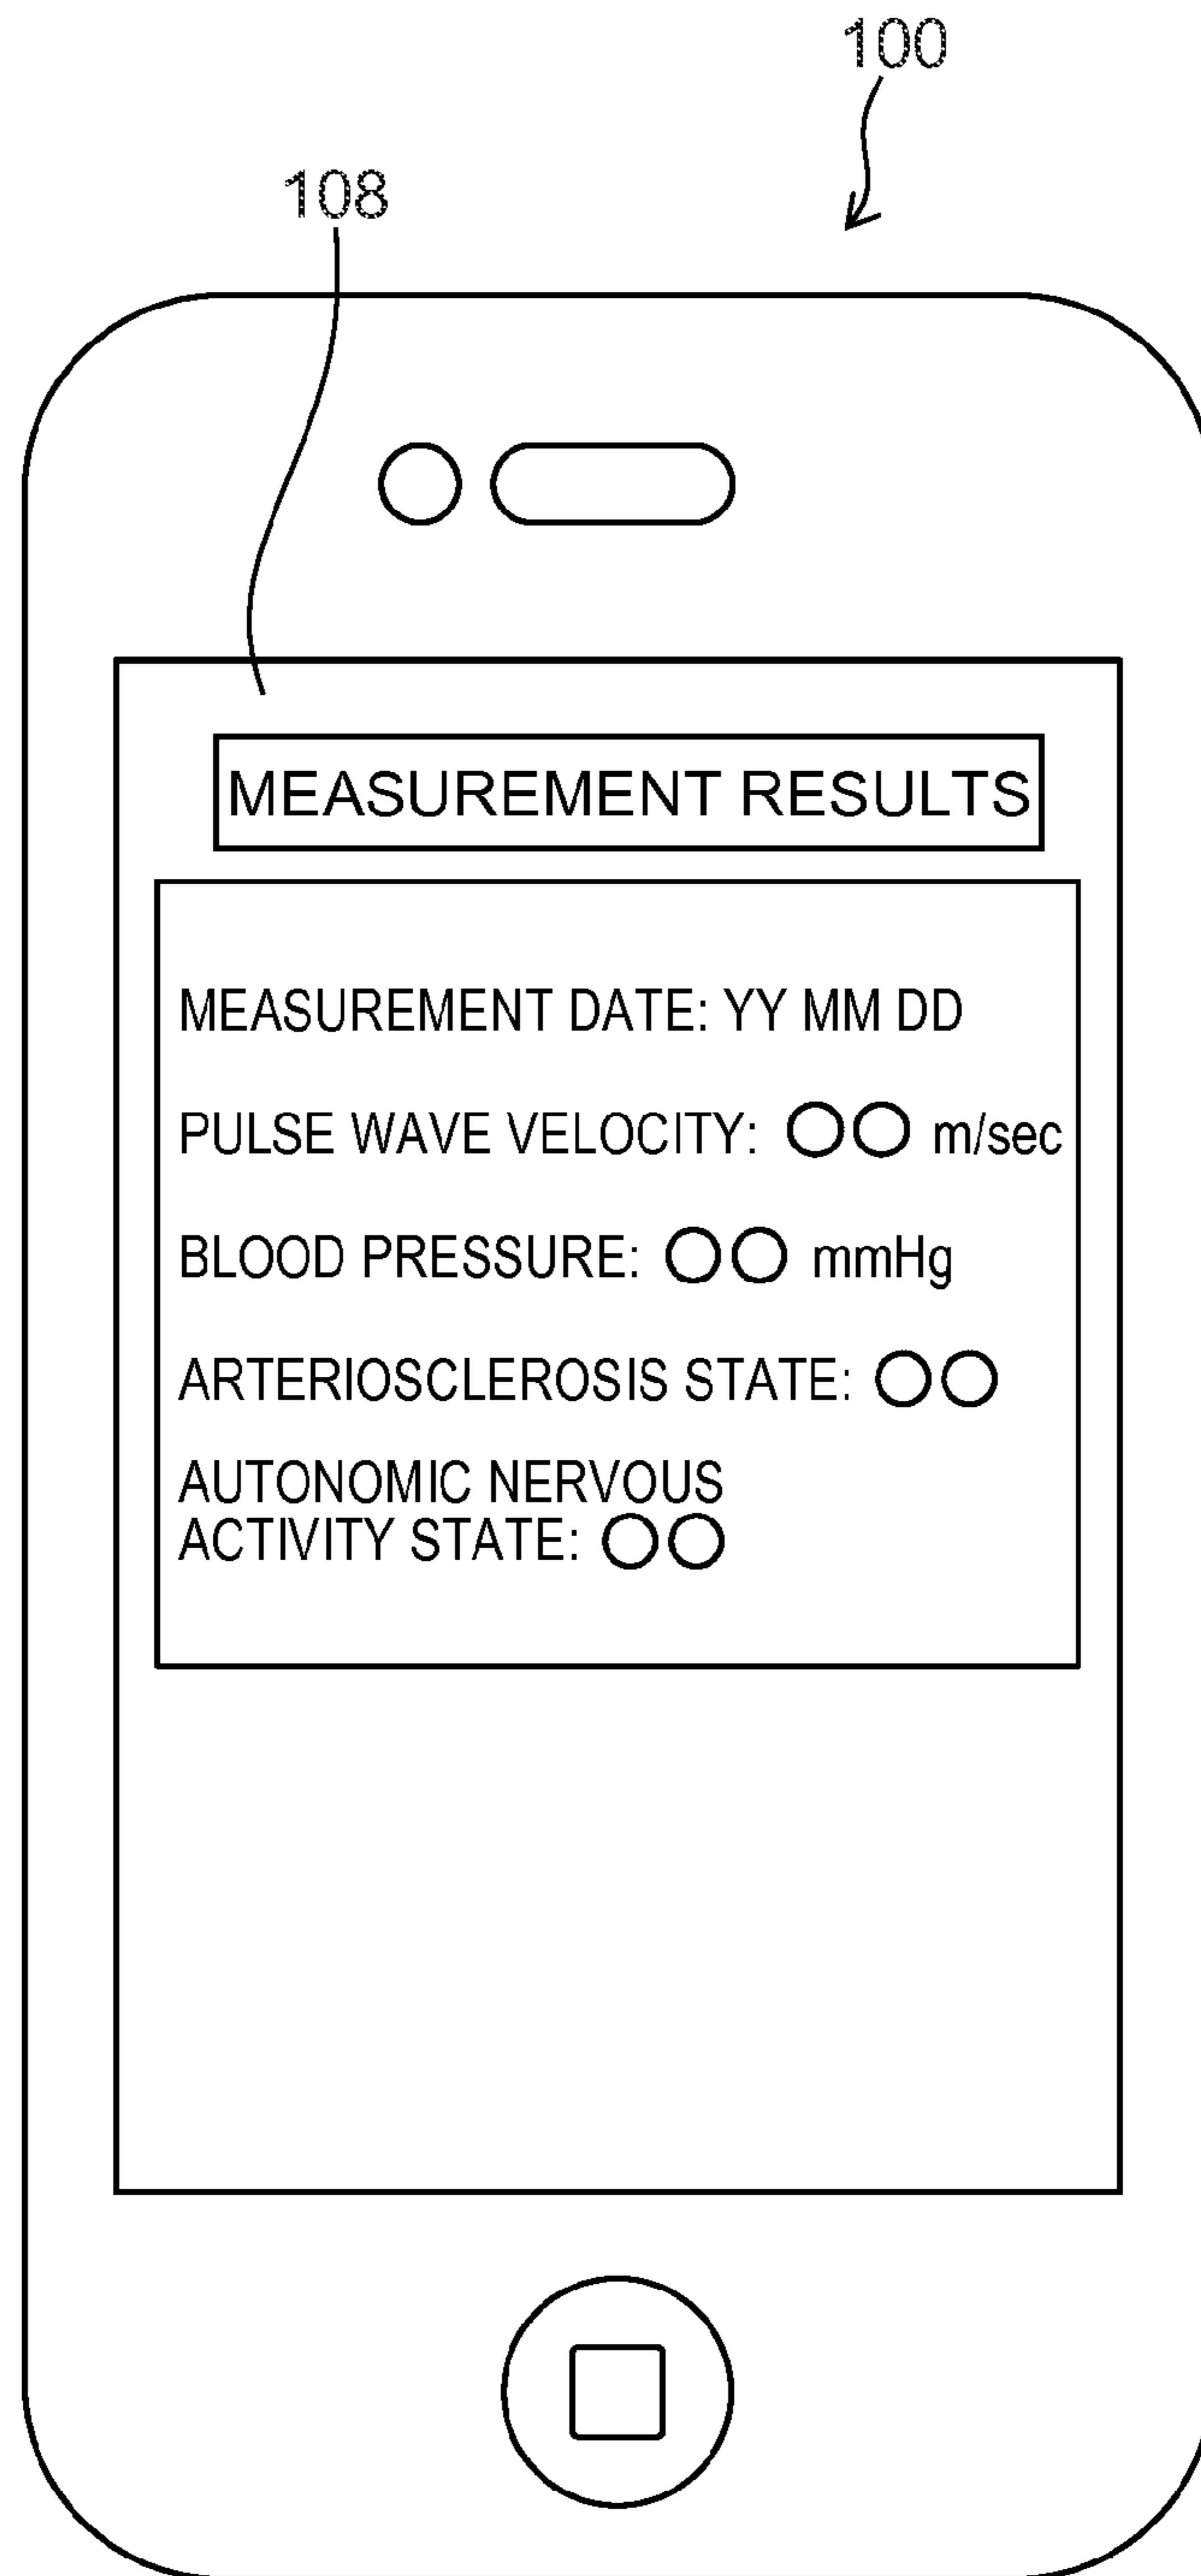 100
108
MEASUREMENT RESULTS
MEASUREMENT DATE: YY MM DD
PULSE WAVE VELOCITY: ○○ m/sec
BLOOD PRESSURE: ○○ mmHg
ARTERIOSCLEROSIS STATE: ○○
AUTONOMIC NERVOUS
ACTIVITY STATE: ○○